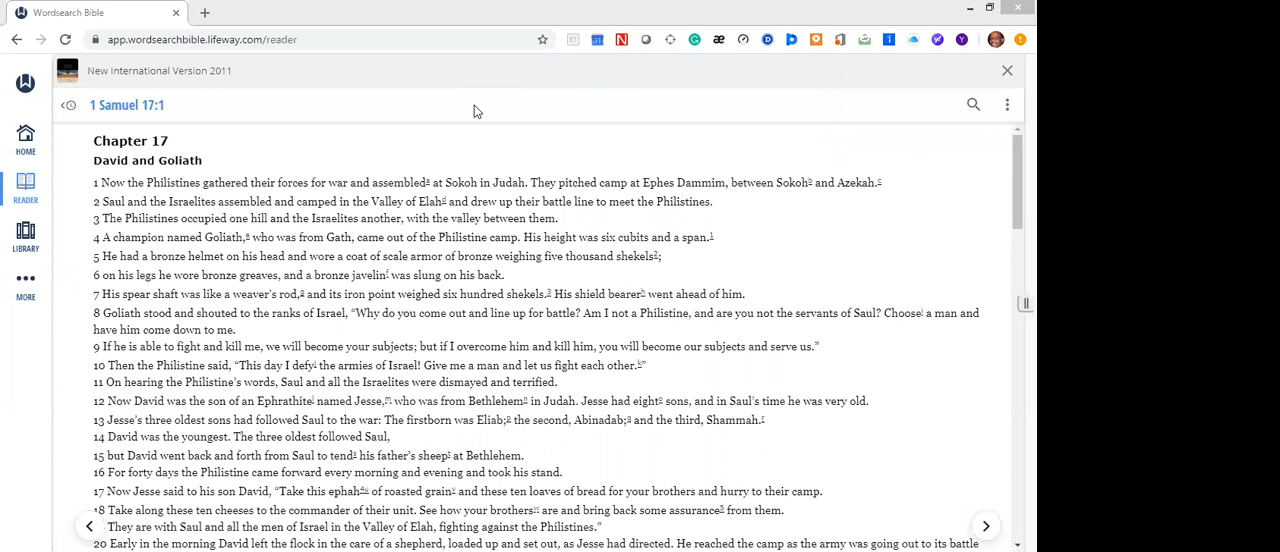 Wordsearch Bible
app.wordsearchbible.lifeway.com/reader
New International Version 2011
1 Samuel 17:1
HOME
READER
LIBRARY
MORE
Chapter 17
David and Goliath
1 Now the Philistines gathered their forces for war and assembledᵃ at Sokoh in Judah. They pitched camp at Ephes Dammim, between Sokohᵇ and Azekah.ᶜ
2 Saul and the Israelites assembled and camped in the Valley of Elahᵈ and drew up their battle line to meet the Philistines.
3 The Philistines occupied one hill and the Israelites another, with the valley between them.
4 A champion named Goliath,ᵉ who was from Gath, came out of the Philistine camp. His height was six cubits and a span.¹
5 He had a bronze helmet on his head and wore a coat of scale armor of bronze weighing five thousand shekels²;
6 on his legs he wore bronze greaves, and a bronze javelinᶠ was slung on his back.
7 His spear shaft was like a weaver's rod,ᵍ and its iron point weighed six hundred shekels.³ His shield bearerʰ went ahead of him.
8 Goliath stood and shouted to the ranks of Israel, “Why do you come out and line up for battle? Am I not a Philistine, and are you not the servants of Saul? Chooseⁱ a man and
have him come down to me.
9 If he is able to fight and kill me, we will become your subjects; but if I overcome him and kill him, you will become our subjects and serve us.”
10 Then the Philistine said, “This day I defyʲ the armies of Israel! Give me a man and let us fight each other.ᵏ”
11 On hearing the Philistine's words, Saul and all the Israelites were dismayed and terrified.
12 Now David was the son of an Ephrathiteˡ named Jesse,ᵐ who was from Bethlehemⁿ in Judah. Jesse had eightᵒ sons, and in Saul's time he was very old.
13 Jesse's three oldest sons had followed Saul to the war: The firstborn was Eliab;ᵖ the second, Abinadab;q and the third, Shammah.ʳ
14 David was the youngest. The three oldest followed Saul,
15 but David went back and forth from Saul to tendˢ his father's sheepᵗ at Bethlehem.
16 For forty days the Philistine came forward every morning and evening and took his stand.
17 Now Jesse said to his son David, “Take this ephah⁴ᵘ of roasted grainᵛ and these ten loaves of bread for your brothers and hurry to their camp.
18 Take along these ten cheeses to the commander of their unit. See how your brothersʷ are and bring back some assurance⁵ from them.
They are with Saul and all the men of Israel in the Valley of Elah, fighting against the Philistines.”
20 Early in the morning David left the flock in the care of a shepherd, loaded up and set out, as Jesse had directed. He reached the camp as the army was going out to its battle